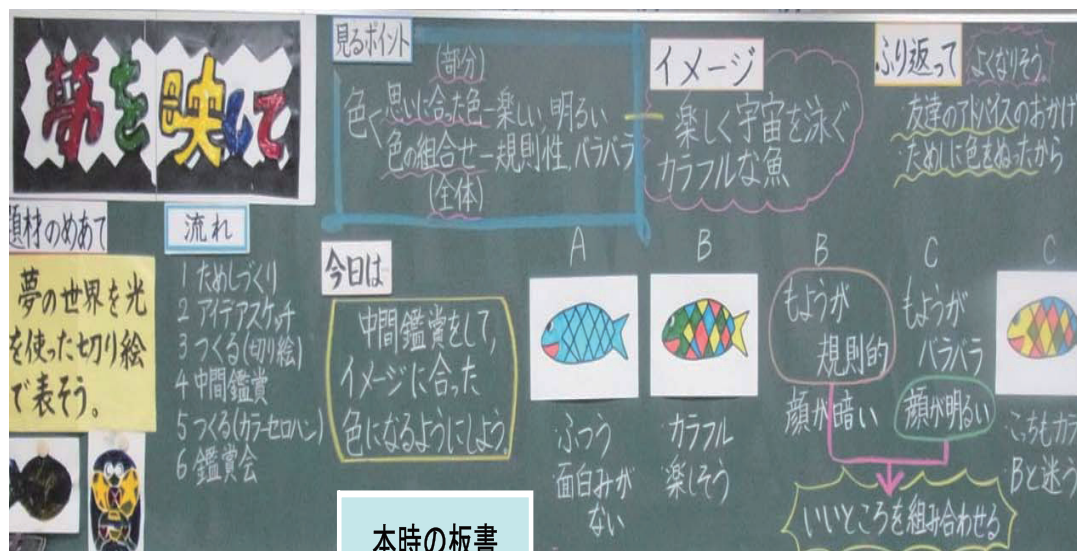 夢を映して
題材のめあて
夢の世界を光
を使った切り絵
で表そう。
流れ
1 ためしづくり
2 アイデアスケッチ
3 つくる(切り絵)
4 中間鑑賞
5 つくる(カラーセロハン)
6 鑑賞会
見るポイント
(部分)
色く思いに合った色ー楽しい,明るい
色の組合せー規則性,バラバラ
(全体)
イメージ
楽しく宇宙を泳ぐ
カラフルな魚
ふり返って
よくなりそう。
友達のアドバイスのおかげ
・ためしに色をぬったから
今日は
中間鑑賞をして,
イメージに合った
色になるようにしよう。
A
・ふつう
・面白みが
ない
B
・カラフル
・楽しそう
B
もようが
規則的
顔が暗い
C
もようが
バラバラ
顔が明るい
いいところを組み合わせる
C
・こっちもカラ
・Bと迷う
本時の板書